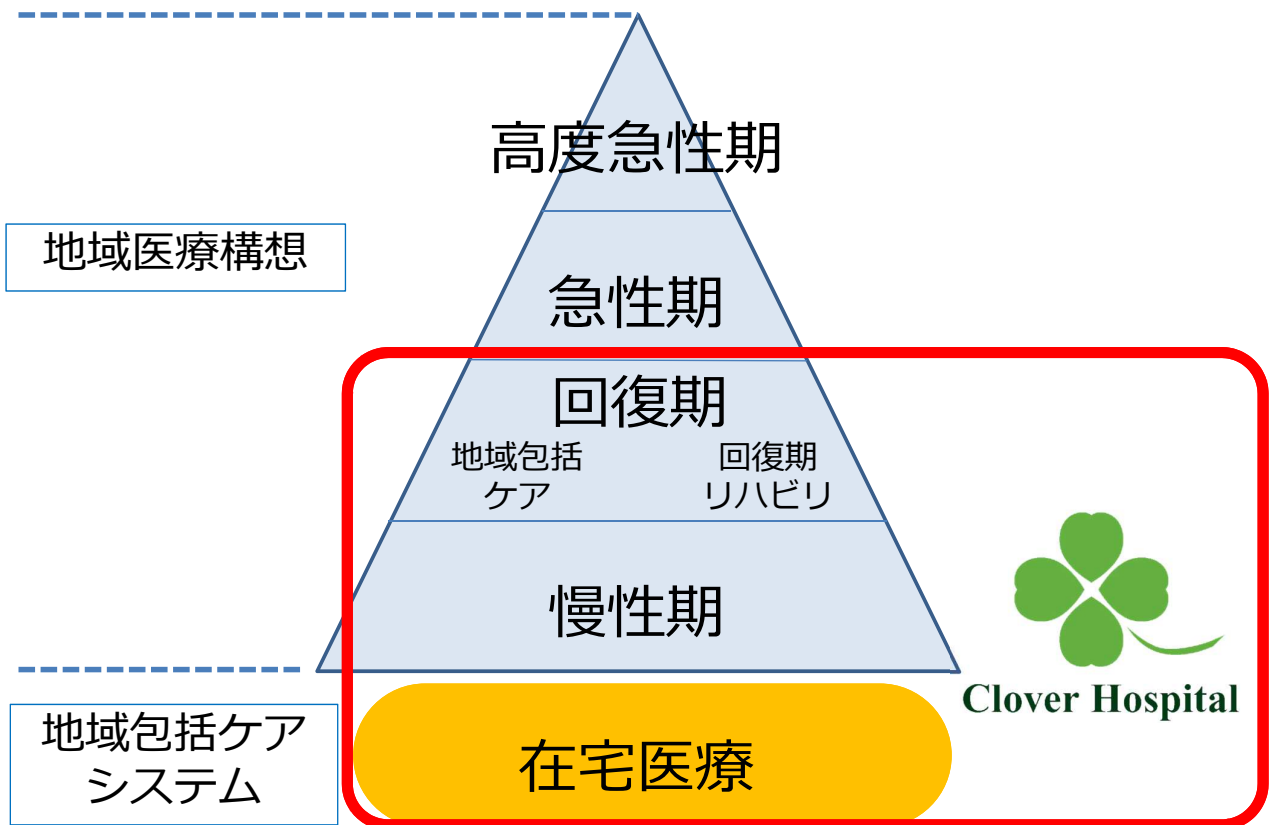 高度急性期
地域医療構想
急性期
回復期
地域包括
ケア
回復期
リハビリ
慢性期
Clover Hospital
地域包括ケア
システム
在宅医療